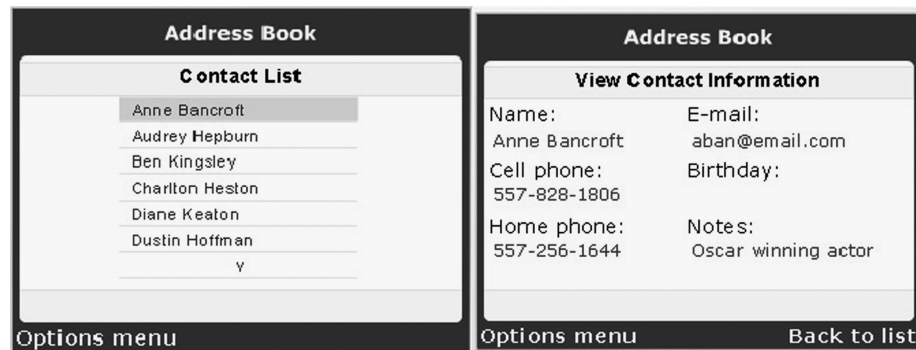 Address Book
Contact List
Anne Bancroft
Audrey Hepburn
Ben Kingsley
Charlton Heston
Diane Keaton
Dustin Hoffman
v
Options menu
Address Book
View Contact Information
Name:
Anne Bancroft
E-mail:
aban@email.com
Cell phone:
557-828-1806
Birthday:
Home phone:
557-256-1644
Notes:
Oscar winning actor
Options menu
Back to list